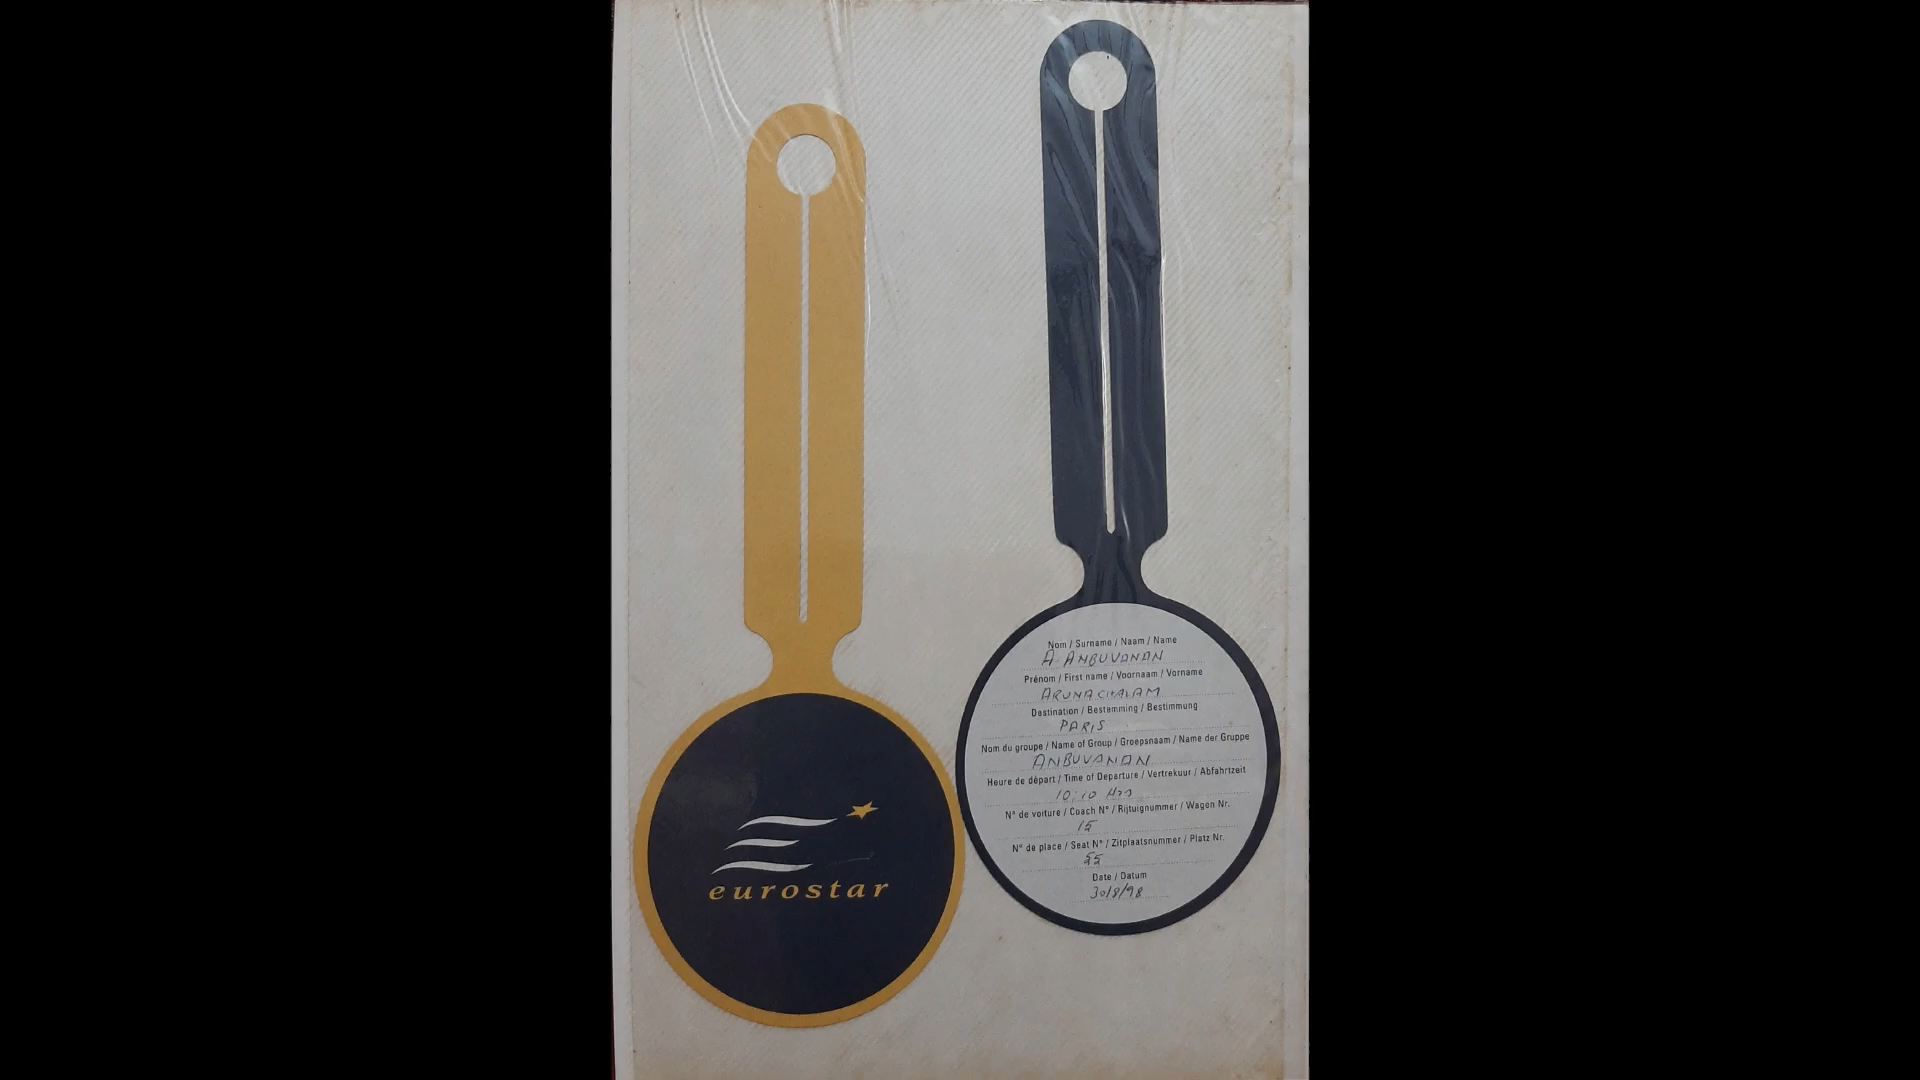 eurostar
Nom / Surname / Naam / Name
A. ANBUVANAN
Prénom / First name / Voornaam / Vorname
ARUNACHALAM
Destination / Bestemming / Bestimmung
PARIS
Nom du groupe / Name of Group / Groepsnaam / Name der Gruppe
ANBUVANAN
Heure de départ / Time of Departure / Vertrekuur / Abfahrtzeit
10:10 Hrs
N° de voiture / Coach N° / Rijtuignummer / Wagen Nr.
15
N° de place / Seat N° / Zitplaatsnummer / Platz Nr.
55
Date / Datum
30/8/98